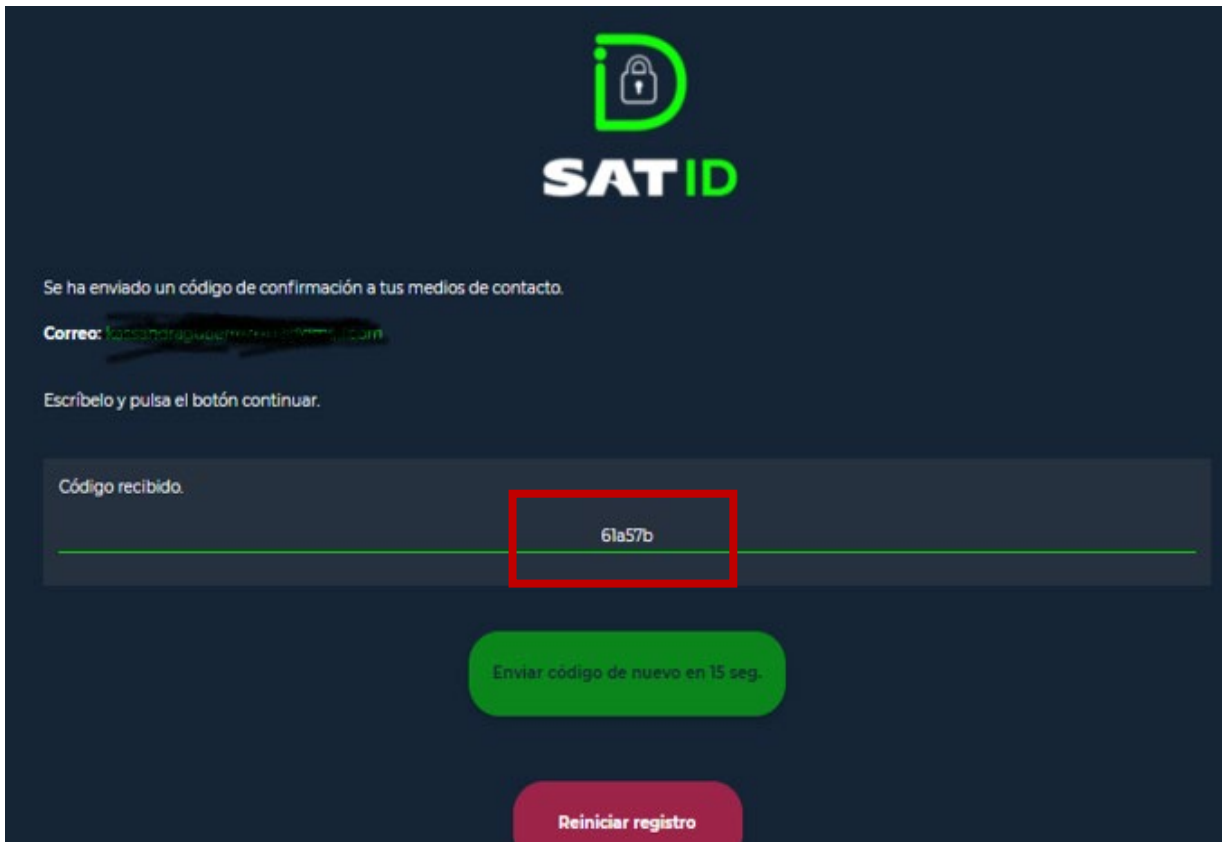 SAT ID
Se ha enviado un código de confirmación a tus medios de contacto.
Correo:
Escríbelo y pulsa el botón continuar.
Código recibido.
61a57b
Enviar código de nuevo en 15 seg.
Reiniciar registro